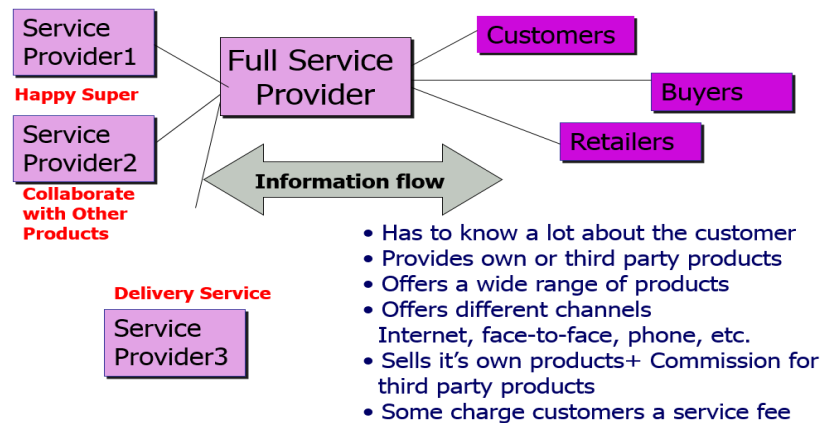 Service
Provider1
Happy Super
Service
Provider2
Collaborate
with Other
Products
Full Service
Provider
Customers
Buyers
Retailers
Information flow
Delivery Service
Service
Provider3
• Has to know a lot about the customer
• Provides own or third party products
• Offers a wide range of products
• Offers different channels
Internet, face-to-face, phone, etc.
• Sells it's own products+ Commission for
third party products
• Some charge customers a service fee